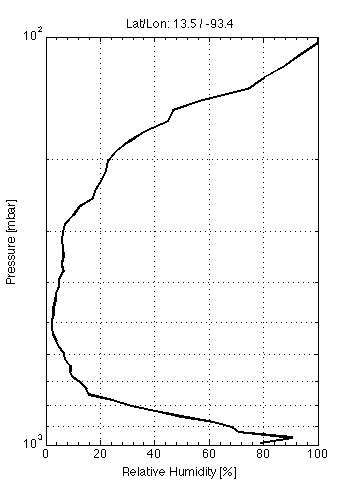 Lat/Lon: 13.5 / -93.4
10²
Pressure [mbar]
10³
0 20 40 60 80 100
Relative Humidity [%]